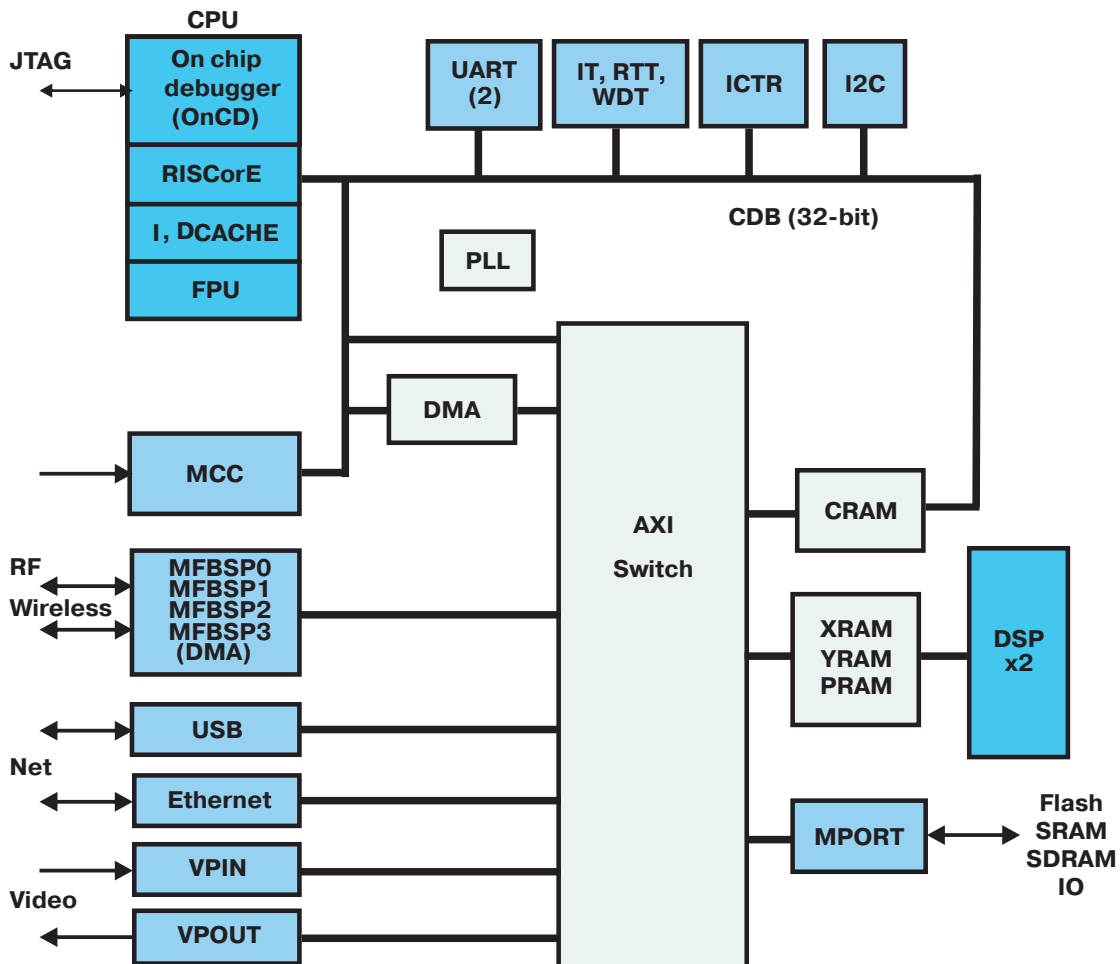 CPU
JTAG
On chip
debugger
(OnCD)
RISCorE
I, DCACHE
FPU
UART
(2)
IT, RTT,
WDT
ICTR
I2C
CDB (32-bit)
PLL
DMA
MCC
AXI
Switch
CRAM
RF
Wireless
MFBSP0
MFBSP1
MFBSP2
MFBSP3
(DMA)
XRAM
YRAM
PRAM
DSP
x2
USB
Net
Ethernet
MPORT
Flash
SRAM
SDRAM
IO
VPIN
Video
VPOUT